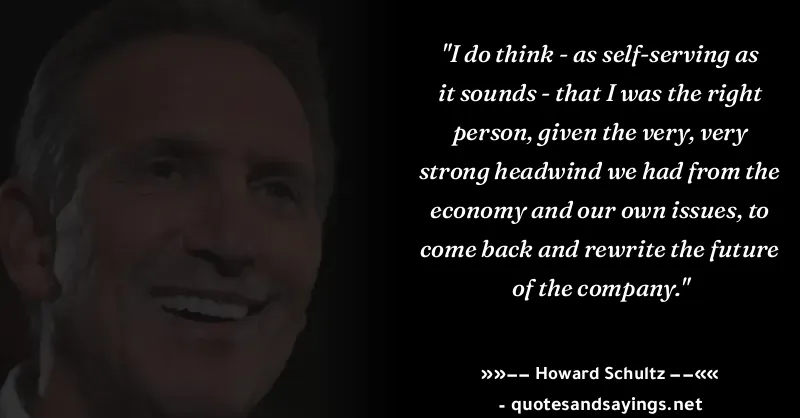 "I do think - as self-serving as
it sounds - that I was the right
person, given the very, very
strong headwind we had from the
economy and our own issues, to
come back and rewrite the future
of the company."
»»−− Howard Schultz −−««
- quotesandsayings.net